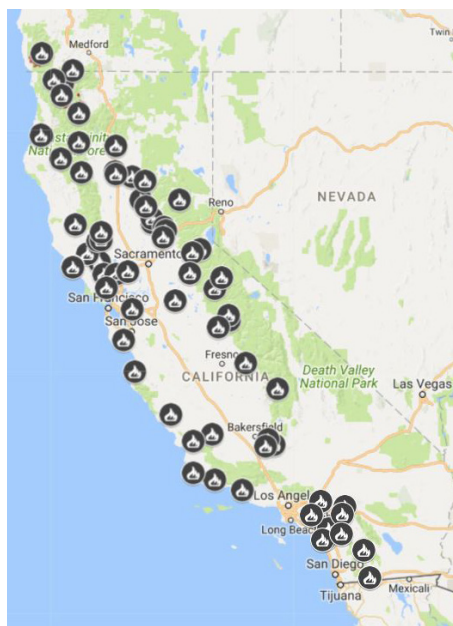 Medford
Twin
Reno
NEVADA
Sacramento
San Francisco
San Jose
Fresno
Death Valley
National Park
CALIFORNIA
Las Vegas
Bakersfield
Los Angel
Long Beach
San Diego
Tijuana
Mexicali